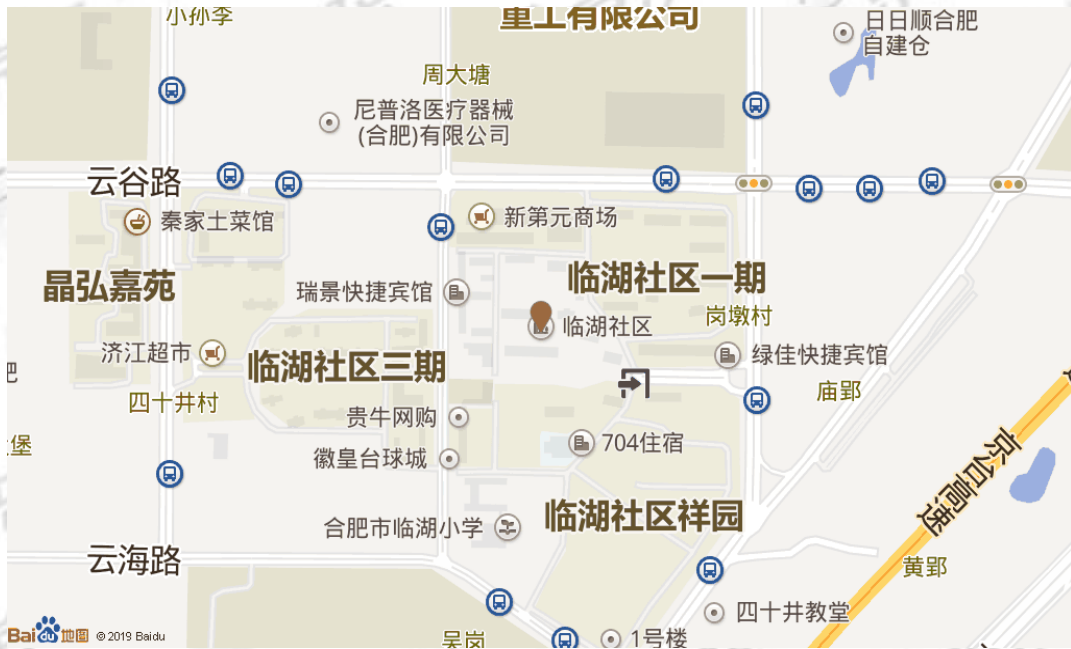 小孙李
重工有限公司
日日顺合肥
自建仓
周大塘
尼普洛医疗器械
(合肥)有限公司
云谷路
秦家土菜馆
新第元商场
晶弘嘉苑
瑞景快捷宾馆
临湖社区一期
岗墩村
临湖社区
济江超市
临湖社区三期
绿佳快捷宾馆
肥
四十井村
庙郢
贵牛网购
704住宿
堡
徽皇台球城
京台高速
临湖社区祥园
合肥市临湖小学
云海路
黄郢
四十井教堂
吴岗
1号楼
Baidu地图 © 2019 Baidu